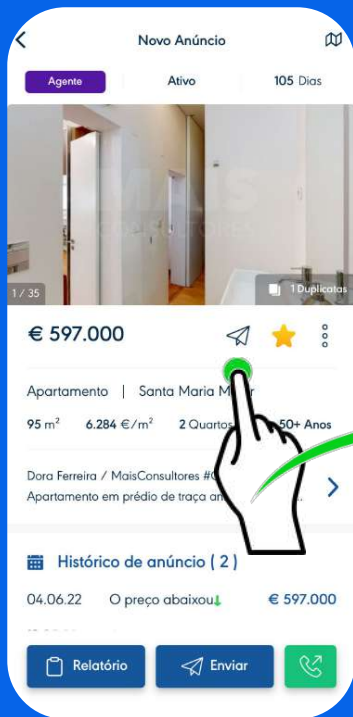 Novo Anúncio
Agente Ativo 105 Dias
MAIS
CONSULTORES
1 / 35 1 Duplicatas
€ 597.000
Apartamento | Santa Maria M
95 m² 6.284 €/m² 2 Quartos 50+ Anos
Dora Ferreira / MaisConsultores
Apartamento em prédio de traça
Histórico de anúncio ( 2 )
04.06.22 O preço abaixou € 597.000
Relatório Enviar